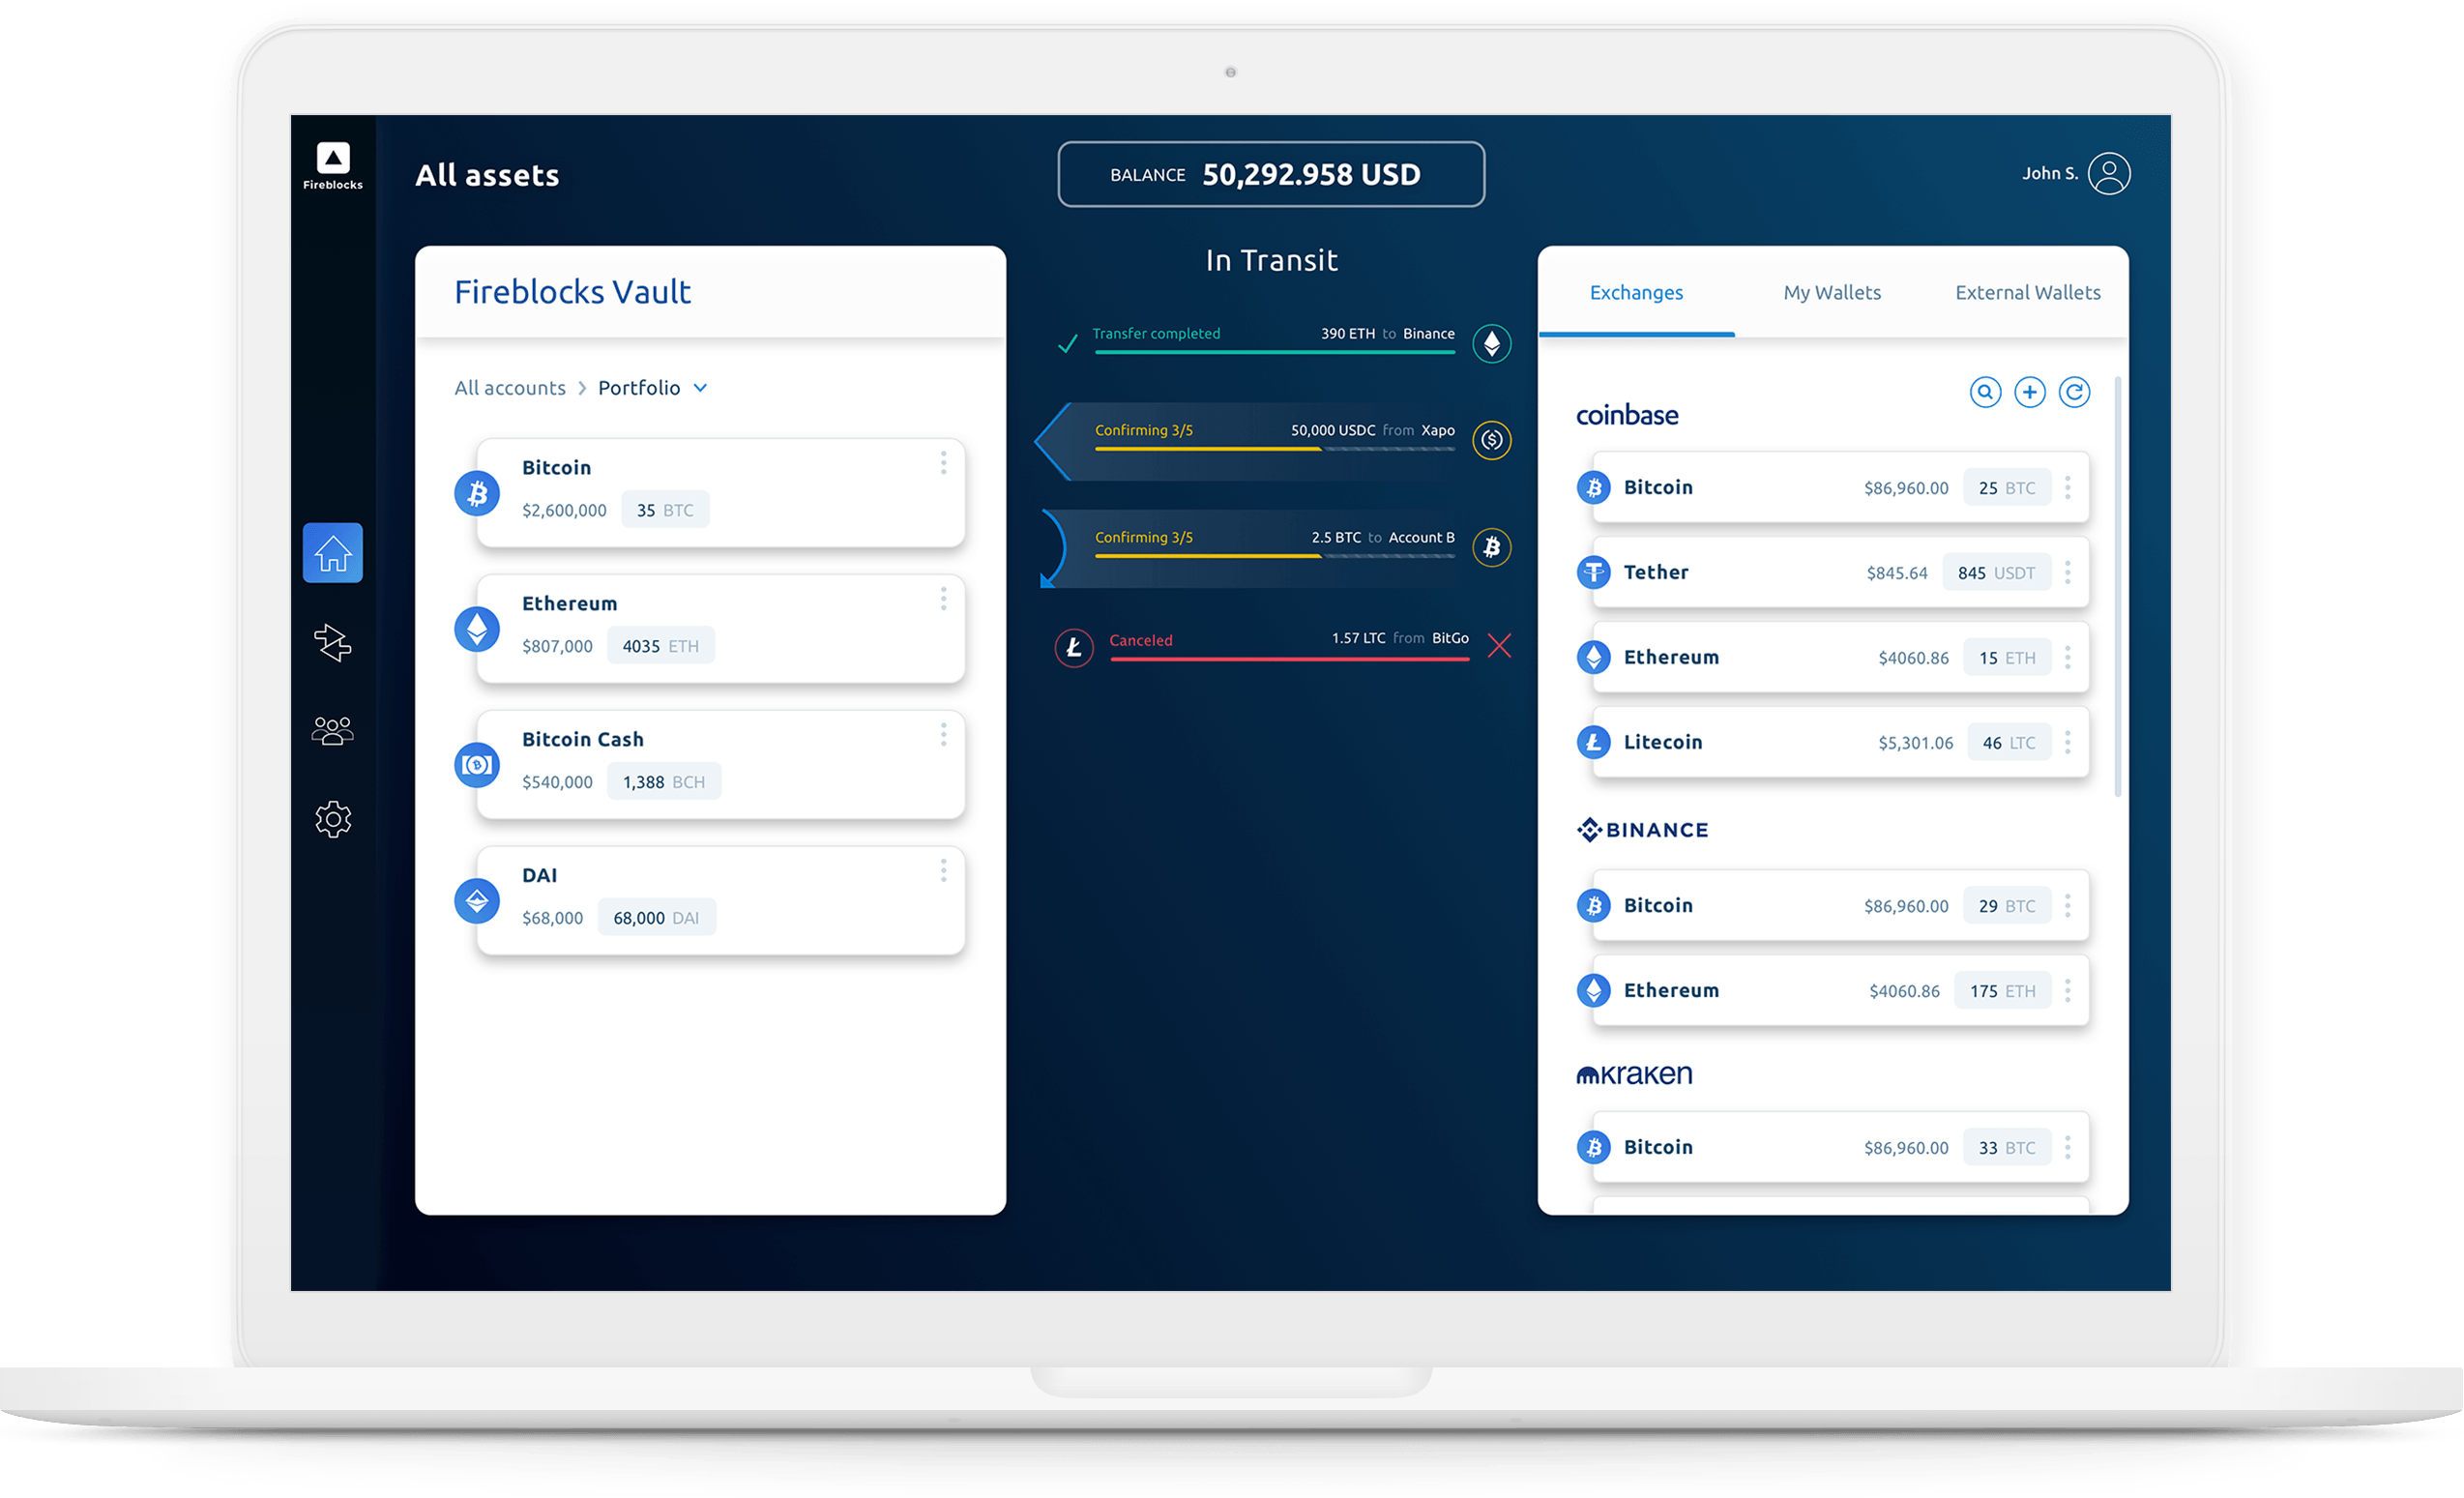 Fireblocks
All assets
BALANCE 50,292.958 USD
John S.
Fireblocks Vault
All accounts > Portfolio
Bitcoin
$2,600,000 35 BTC
Ethereum
$807,000 4035 ETH
Bitcoin Cash
$540,000 1,388 BCH
DAI
$68,000 68,000 DAI
In Transit
Transfer completed 390 ETH to Binance
Confirming 3/5 50,000 USDC from Xapo
Confirming 3/5 2.5 BTC to Account B
Canceled 1.57 LTC from BitGo
Exchanges My Wallets External Wallets
coinbase
Bitcoin $86,960.00 25 BTC
Tether $845.64 845 USDT
Ethereum $4060.86 15 ETH
Litecoin $5,301.06 46 LTC
BINANCE
Bitcoin $86,960.00 29 BTC
Ethereum $4060.86 175 ETH
kraken
Bitcoin $86,960.00 33 BTC